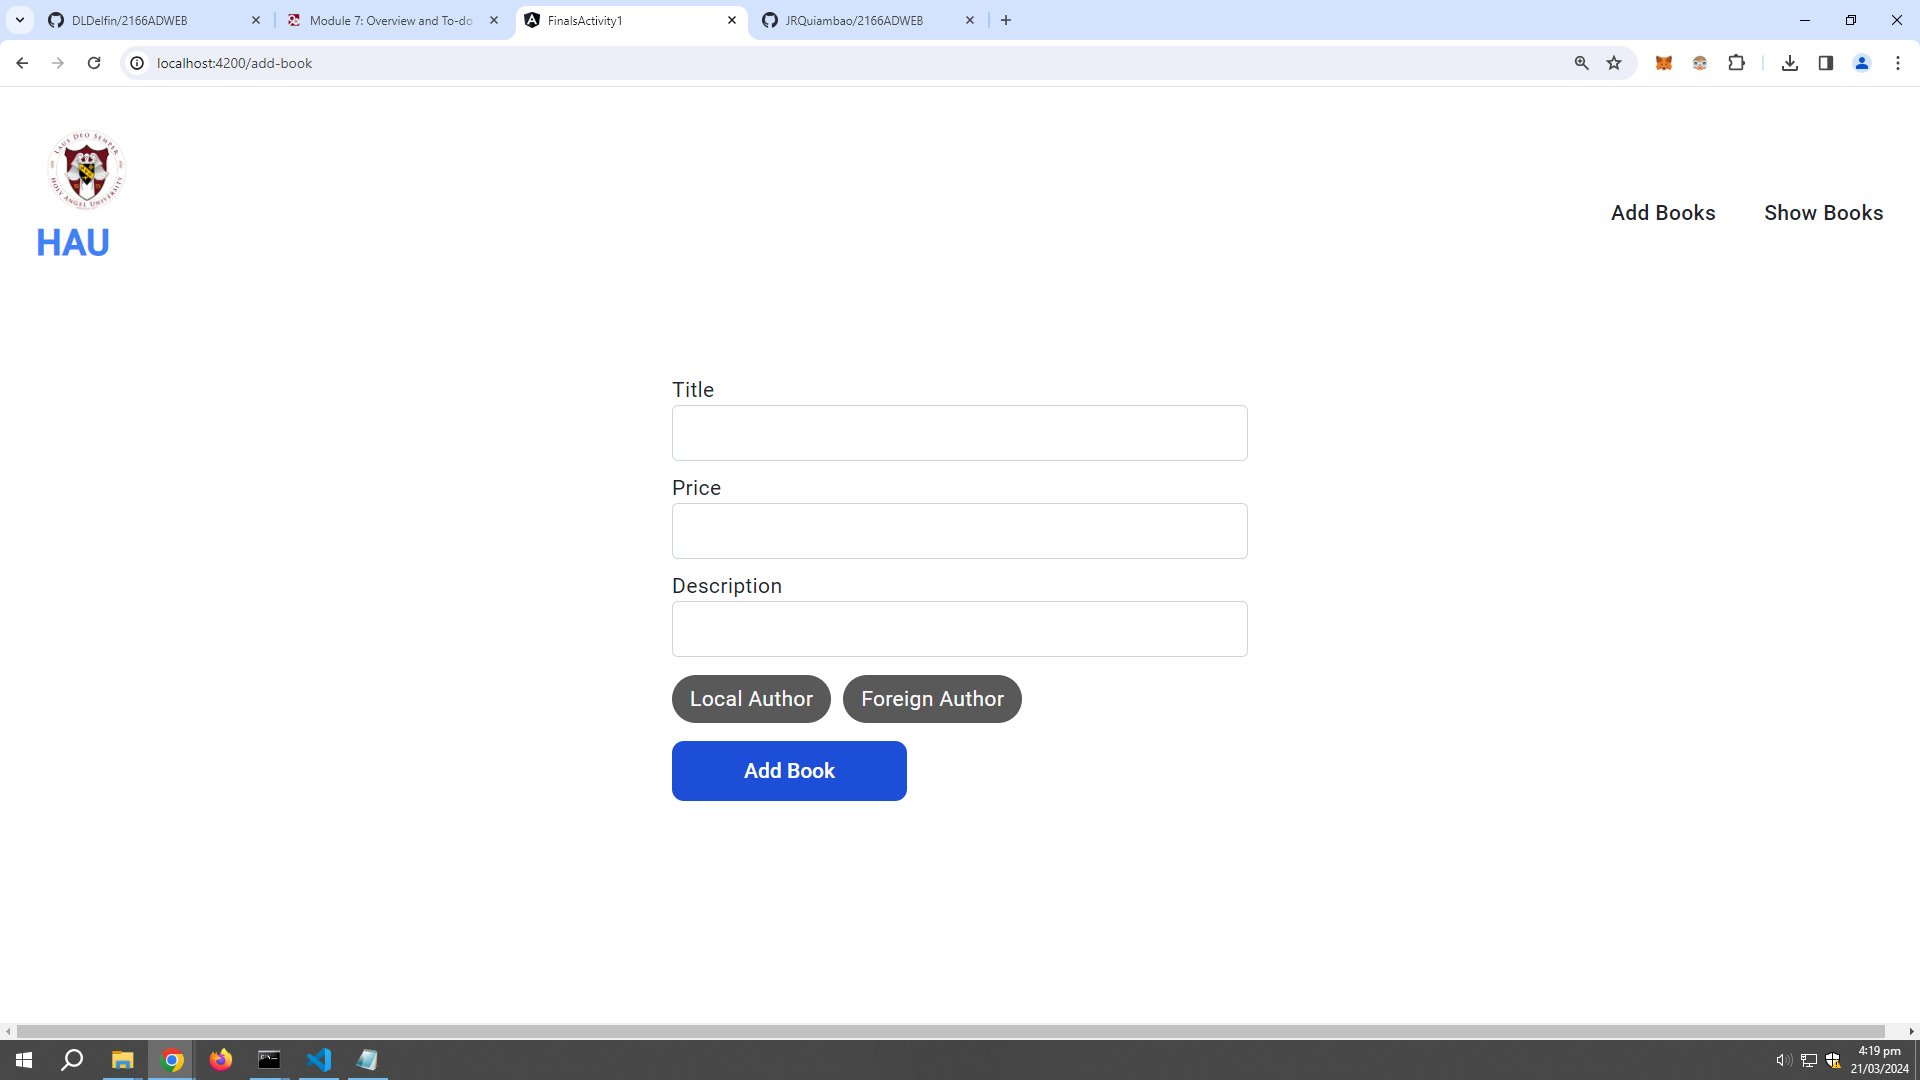 DLDelfin/2166ADWEB
Module 7: Overview and To-do
FinalsActivity1
JRQuiambao/2166ADWEB
localhost:4200/add-book
LAUS DEO SEMPER
HOLY ANGEL UNIVERSITY
HAU
Add Books
Show Books
Title
Price
Description
Local Author
Foreign Author
Add Book
4:19 pm
21/03/2024